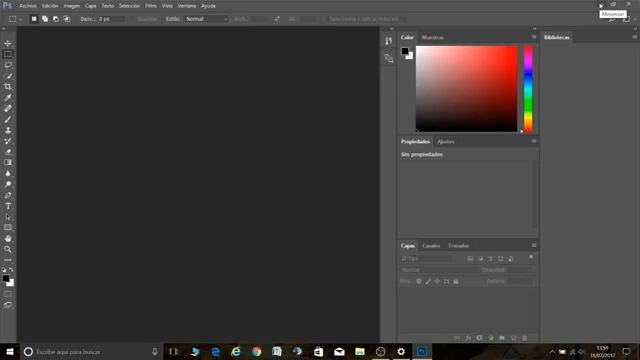 Ps Archivo Edición Imagen Capa Texto Selección Filtro Vista Ventana Ayuda
Minimizar
Desv.: 0 px Suavizar Estilo: Normal Seleccionar y aplicar máscara...
Color Muestras
Bibliotecas
Propiedades Ajustes
Sin propiedades
Capas Canales Trazados
Tipo
Normal Opacidad:
Bloq.: Relleno:
Escribe aquí para buscar
13:59
31/07/2017